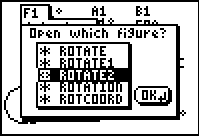 F1 A1 B1
Open which figure?
* ROTATE
* ROTATE1
* ROTATE2
* ROTATION
* ROTCOORD
OK